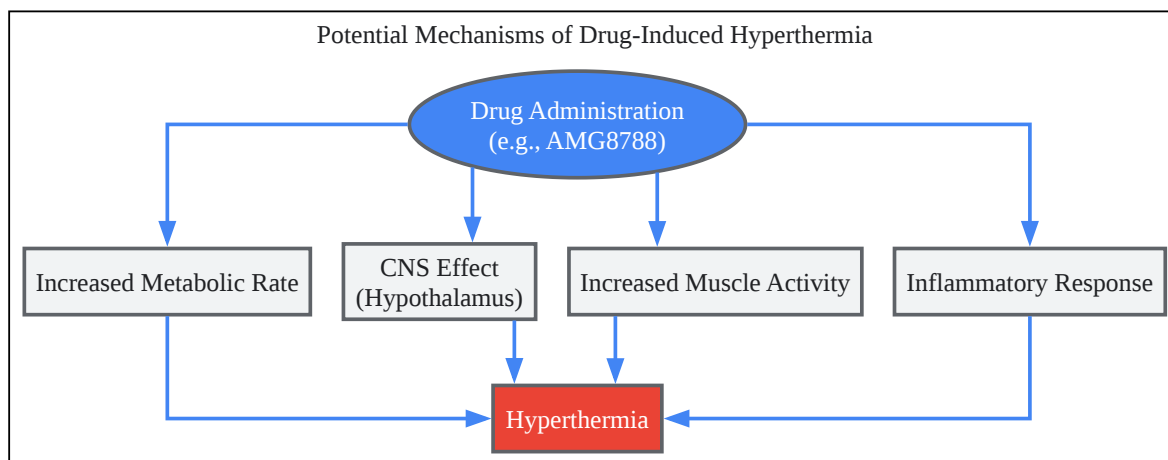 Potential Mechanisms of Drug-Induced Hyperthermia
Drug Administration
(e.g., AMG8788)
Increased Metabolic Rate
CNS Effect
(Hypothalamus)
Increased Muscle Activity
Inflammatory Response
Hyperthermia